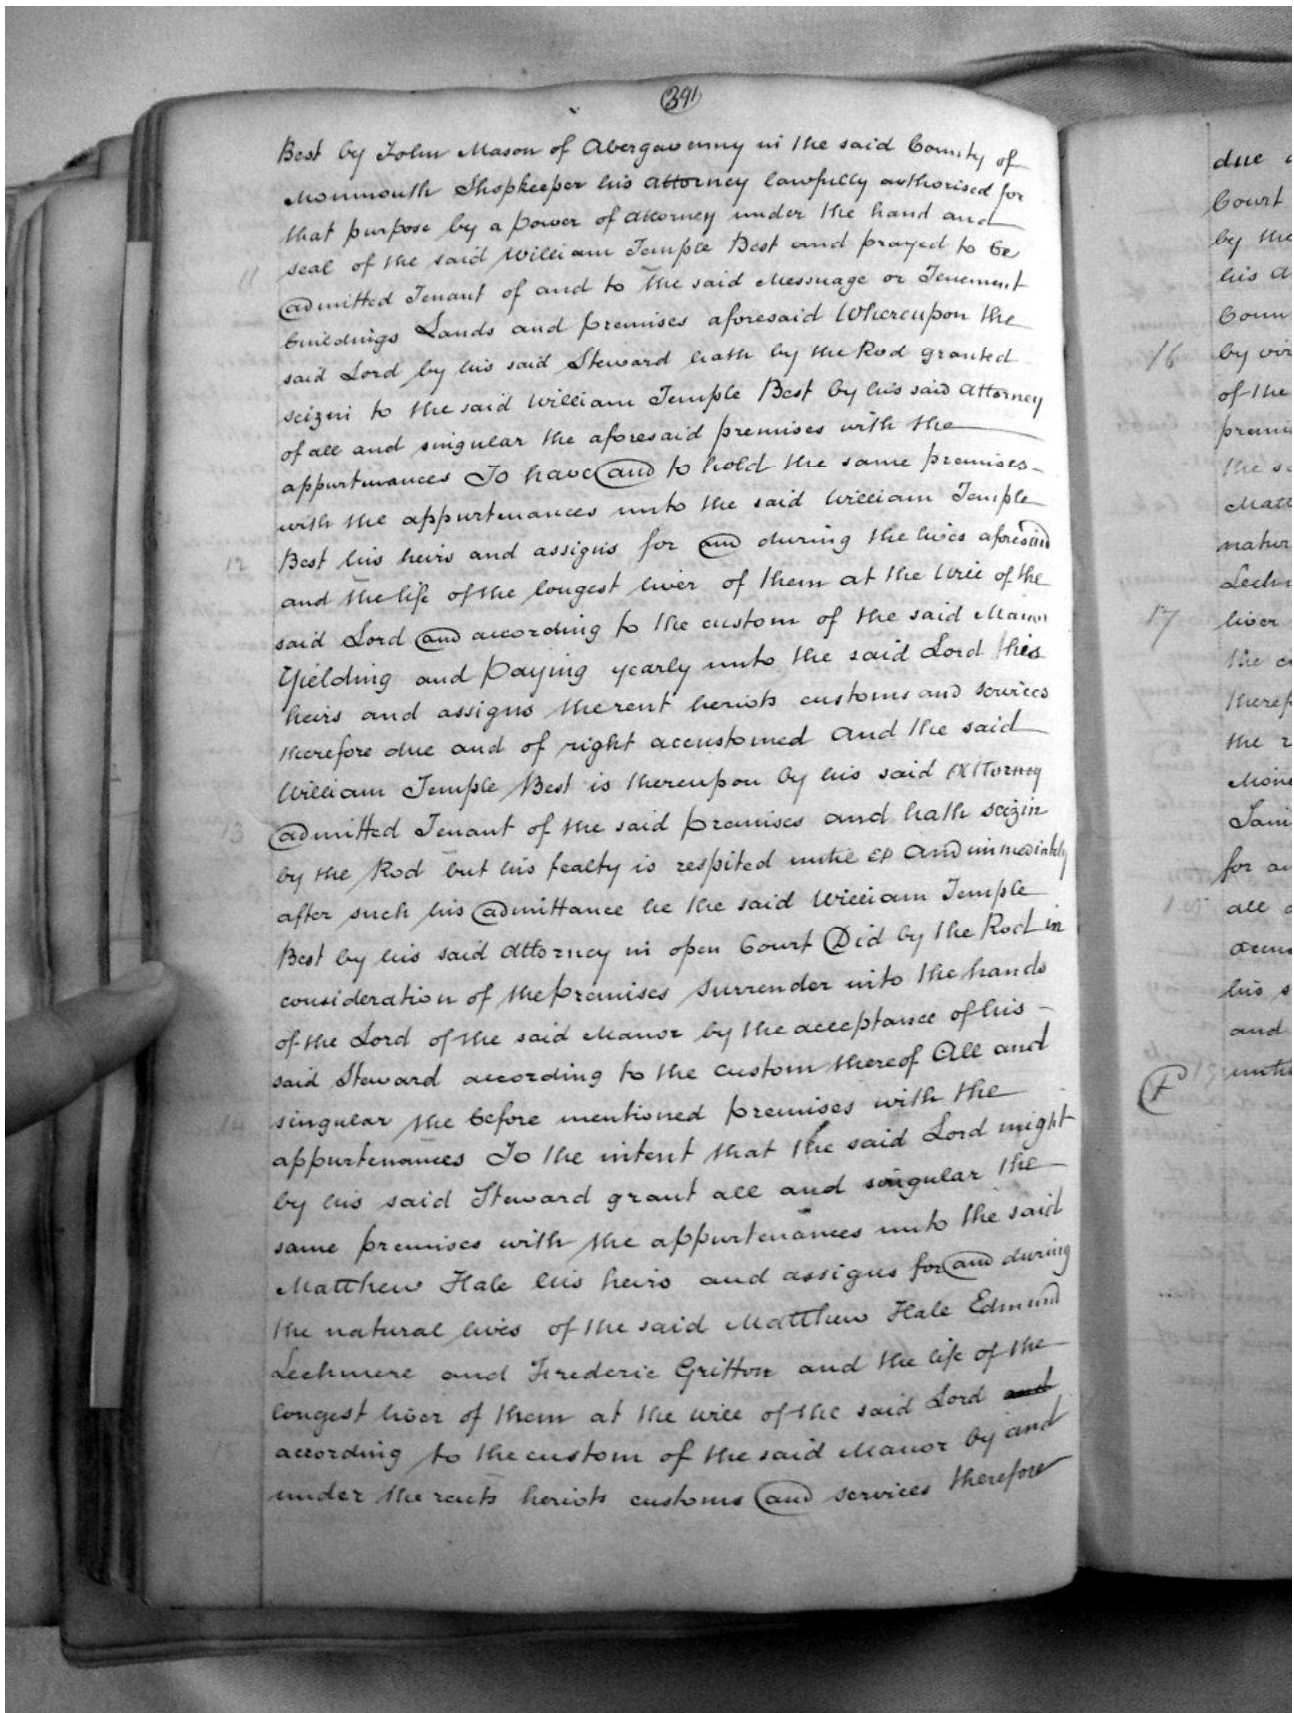 391
Best by John Mason of Abergavenny in the said County of
Monmouth Shopkeeper his attorney lawfully authorised for
that purpose by a power of attorney under the hand and
11 seal of the said William Temple Best and prayed to be
admitted Tenant of and to the said Messuage or Tenement
buildings Lands and premises aforesaid Whereupon the
said Lord by his said Steward hath by the Rod granted
seizin to the said William Temple Best by his said Attorney
of all and singular the aforesaid premises with the
appurtenances To have and to hold the same premises
with the appurtenances unto the said William Temple
12 Best his heirs and assigns for and during the lives aforesaid
and the life of the longest liver of them at the Will of the
said Lord and according to the custom of the said Manor
Yielding and Paying yearly unto the said Lord his
heirs and assigns the rent heriots customs and services
therefore due and of right accustomed And the said
William Temple Best is thereupon by his said Attorney
13 admitted Tenant of the said premises and hath seizin
by the Rod but his fealty is respited until &c And immediately
after such his admittance he the said William Temple
Best by his said Attorney in open Court Did by the Rod in
consideration of the premises surrender into the hands
of the Lord of the said Manor by the acceptance of his
said Steward according to the custom thereof All and
14 singular the before mentioned premises with the
appurtenances To the intent that the said Lord might
by his said Steward grant all and singular the
same premises with the appurtenances unto the said
Matthew Hale his heirs and assigns for and during
the natural lives of the said Matthew Hale Edmund
Lechmere and Frederic Gritton and the life of the
longest liver of them at the will of the said Lord and
according to the custom of the said Manor by and
under the rents heriots customs and services therefore
due
Court
by the
his
16 by
of the
premi
the
Matt
natur
Lechm
17 liver
the
theref
the
Mon
for
all
his
and
until